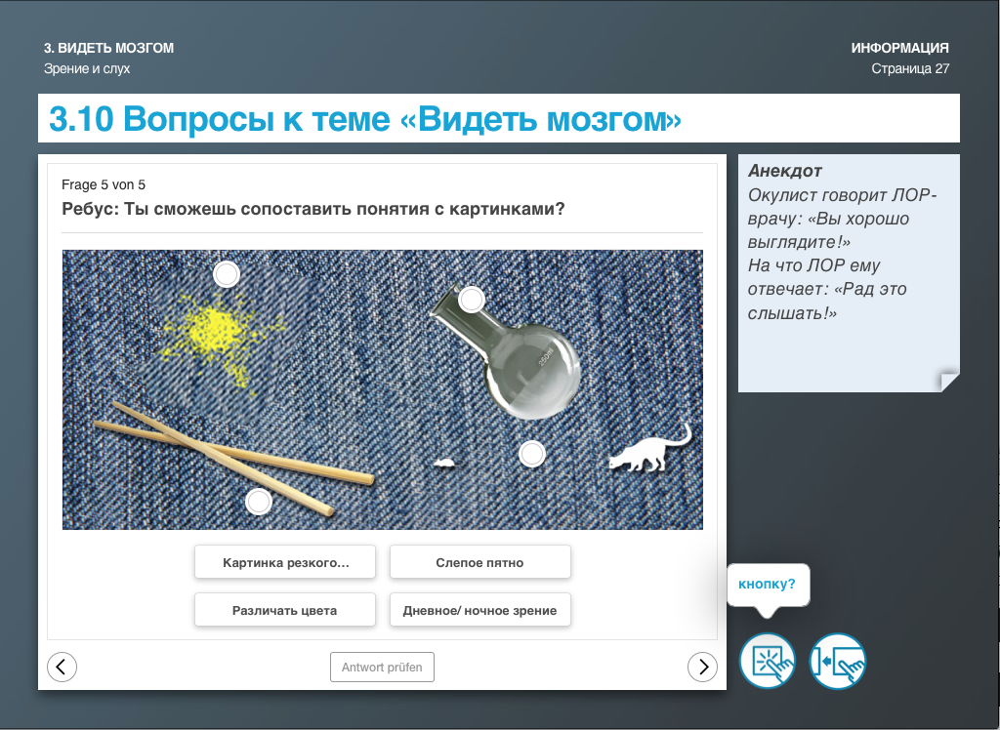 3. ВИДЕТЬ МОЗГОМ
Зрение и слух
ИНФОРМАЦИЯ
Страница 27
3.10 Вопросы к теме «Видеть мозгом»
Frage 5 von 5
Ребус: Ты сможешь сопоставить понятия с картинками?
250ml
Картинка резкого...
Слепое пятно
Различать цвета
Дневное/ ночное зрение
Antwort prüfen
Анекдот
Окулист говорит ЛОР-
врачу: «Вы хорошо
выглядите!»
На что ЛОР ему
отвечает: «Рад это
слышать!»
кнопку?